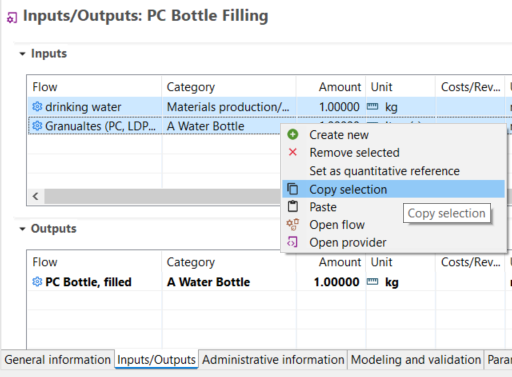 Inputs/Outputs: PC Bottle Filling
Inputs
Flow Category Amount Unit Costs/Rev...
drinking water Materials production/... 1.00000 kg
Granualtes (PC, LDP... A Water Bottle
Create new
Remove selected
Set as quantitative reference
Copy selection
Paste
Copy selection
Open flow
Open provider
Outputs
Flow Category Amount Unit Costs/Rev...
PC Bottle, filled A Water Bottle 1.00000 kg
General information Inputs/Outputs Administrative information Modeling and validation Para